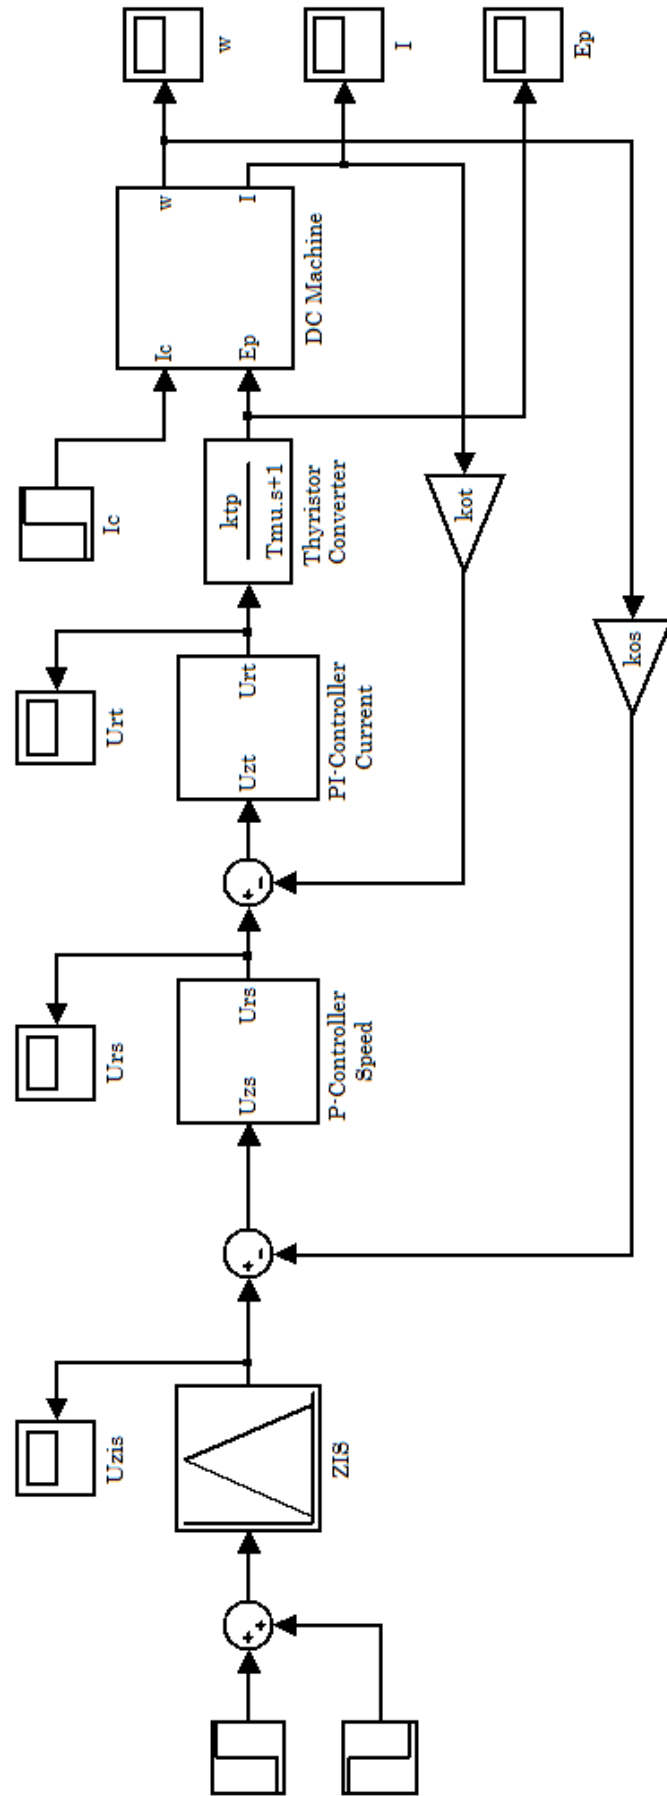 Uzis
ZIS
Urs
Uzs
Urs
P-Controller
Speed
Urt
Uzt
Urt
PI-Controller
Current
Ic
ktp
Tmu.s+1
Thyristor
Converter
Ic
w
Ep
I
DC Machine
kot
kos
w
I
Ep